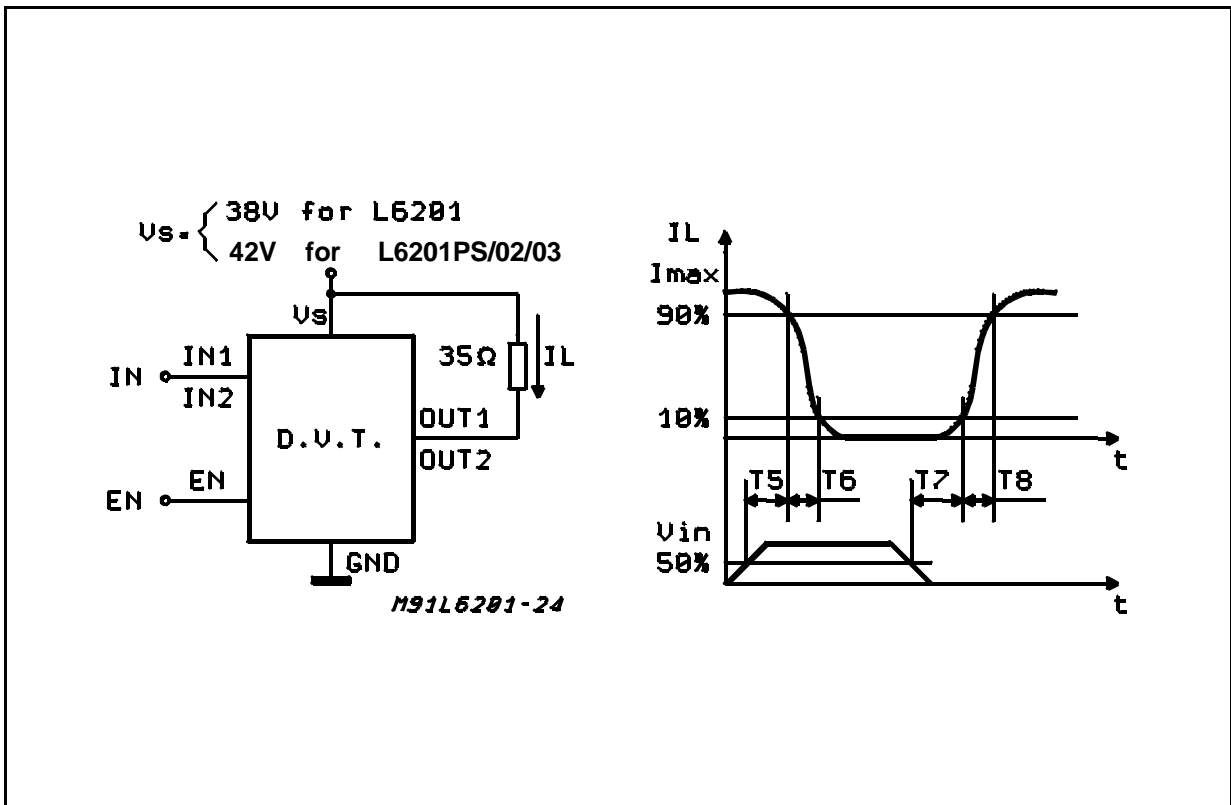 Vs= 38V for L6201
42V for L6201PS/02/03
Vs
IN1
IN
IN2
35Ω IL
OUT1
D.V.T.
OUT2
EN
EN
GND
M91L6201-24
IL
Imax
90%
10%
t
T5 T6 T7 T8
Vin
50%
t